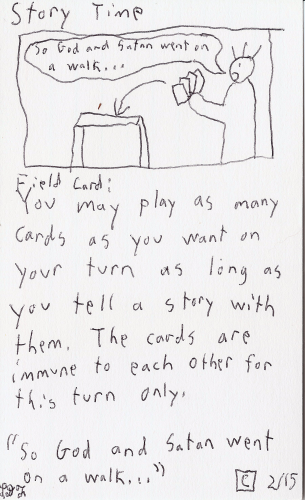 Story Time
So God and Satan went on
a walk...
Field Card:
You may play as many
cards as you want on
your turn as long as
you tell a story with
them. The cards are
immune to each other for
this turn only.
"So God and Satan went
on a walk..."
C 2/15